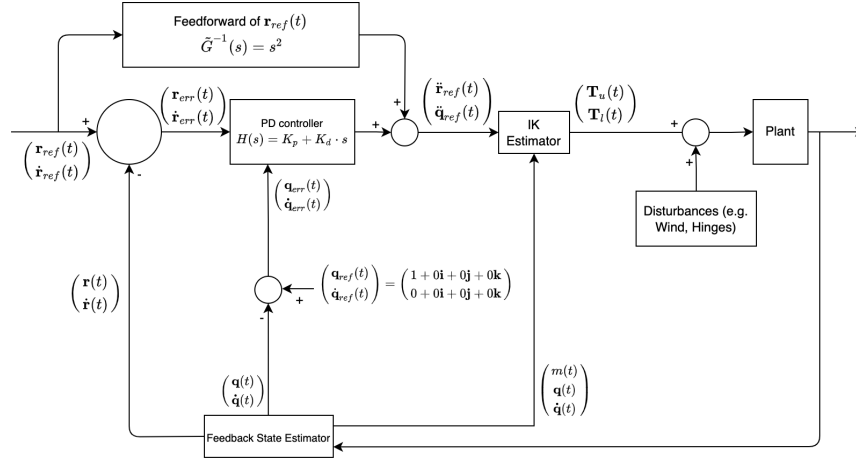 Feedforward of r_ref(t)
G̃⁻¹(s) = s²
+
(r_ref(t)
ṙ_ref(t))
-
(r_err(t)
ṙ_err(t))
PD controller
H(s) = K_p + K_d · s
+
+
(r̈_ref(t)
q̈_ref(t))
IK
Estimator
(T_u(t)
T_l(t))
+
+
Plant
Disturbances (e.g.
Wind, Hinges)
(q_err(t)
q̇_err(t))
(r(t)
ṙ(t))
-
+
(q_ref(t)
q̇_ref(t)) = (1 + 0i + 0j + 0k
0 + 0i + 0j + 0k)
(q(t)
q̇(t))
(m(t)
q(t)
q̇(t))
Feedback State Estimator